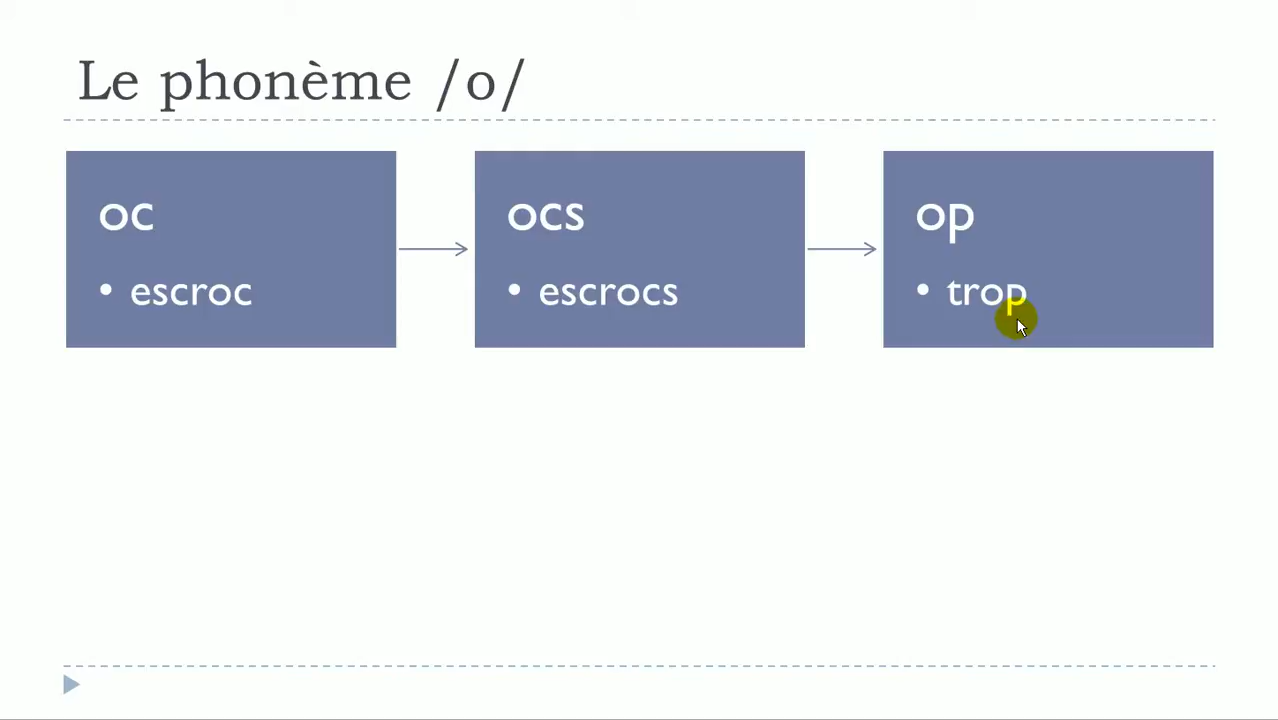 Le phonème /o/
oc
• escroc
ocs
• escrocs
op
• trop